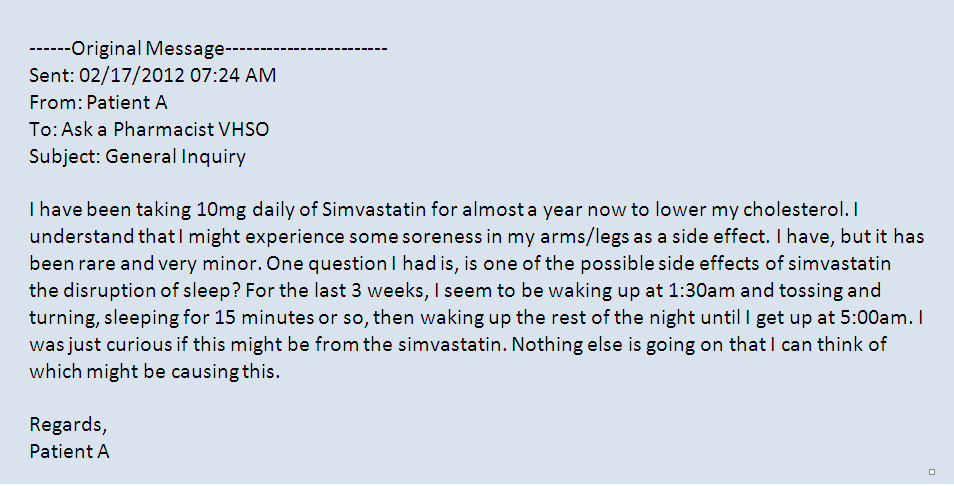 ------Original Message------------------------
Sent: 02/17/2012 07:24 AM
From: Patient A
To: Ask a Pharmacist VHSO
Subject: General Inquiry
I have been taking 10mg daily of Simvastatin for almost a year now to lower my cholesterol. I
understand that I might experience some soreness in my arms/legs as a side effect. I have, but it has
been rare and very minor. One question I had is, is one of the possible side effects of simvastatin
the disruption of sleep? For the last 3 weeks, I seem to be waking up at 1:30am and tossing and
turning, sleeping for 15 minutes or so, then waking up the rest of the night until I get up at 5:00am. I
was just curious if this might be from the simvastatin. Nothing else is going on that I can think of
which might be causing this.
Regards,
Patient A